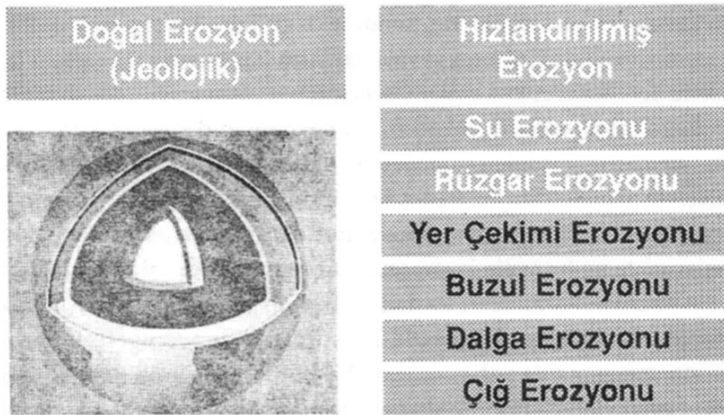 Doğal Erozyon
(Jeolojik)
Hızlandırılmış
Erozyon
Su Erozyonu
Rüzgar Erozyonu
Yer Çekimi Erozyonu
Buzul Erozyonu
Dalga Erozyonu
Çığ Erozyonu